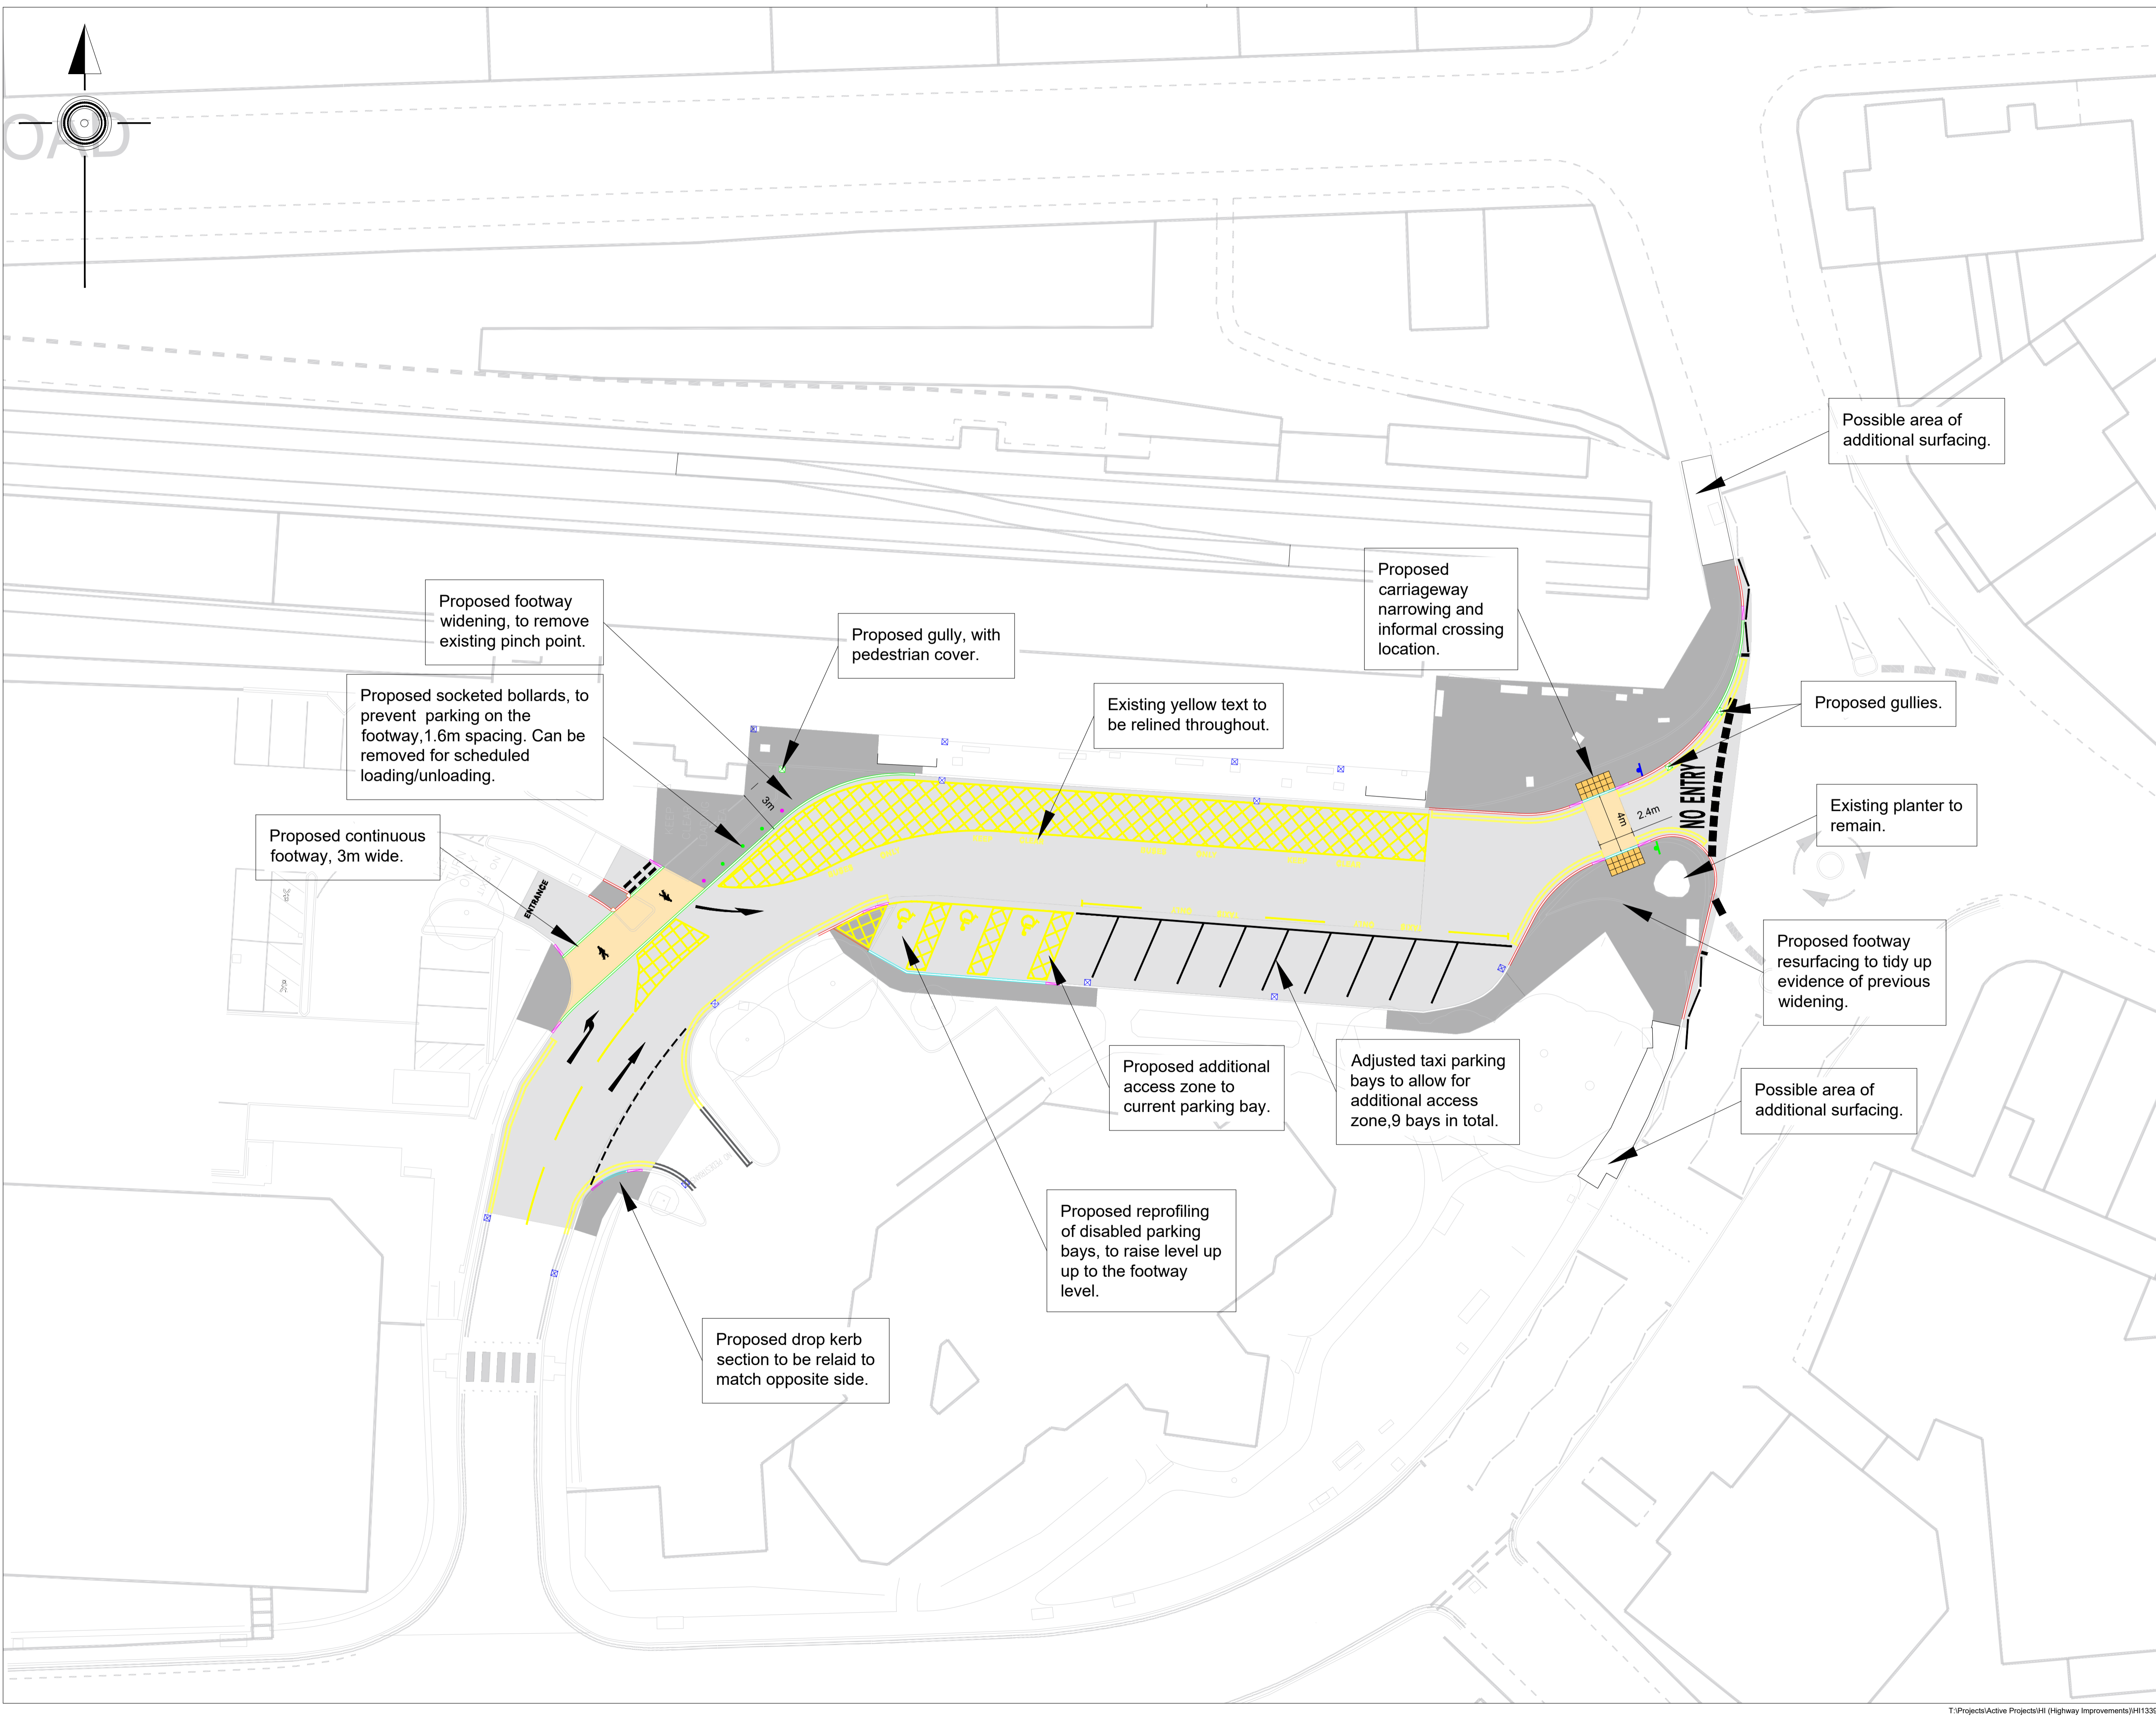 OAD
Possible area of
additional surfacing.
Proposed
carriageway
narrowing and
informal crossing
location.
Proposed footway
widening, to remove
existing pinch point.
Proposed gully, with
pedestrian cover.
Proposed socketed bollards, to
prevent parking on the
footway,1.6m spacing. Can be
removed for scheduled
loading/unloading.
Existing yellow text to
be relined throughout.
Proposed gullies.
3m
NO ENTRY
4m
2.4m
Existing planter to
remain.
Proposed continuous
footway, 3m wide.
ENTRANCE
Proposed footway
resurfacing to tidy up
evidence of previous
widening.
Proposed additional
access zone to
current parking bay.
Adjusted taxi parking
bays to allow for
additional access
zone,9 bays in total.
Possible area of
additional surfacing.
Proposed reprofiling
of disabled parking
bays, to raise level up
up to the footway
level.
Proposed drop kerb
section to be relaid to
match opposite side.
T:\Projects\Active Projects\HI (Highway Improvements)\HI1339